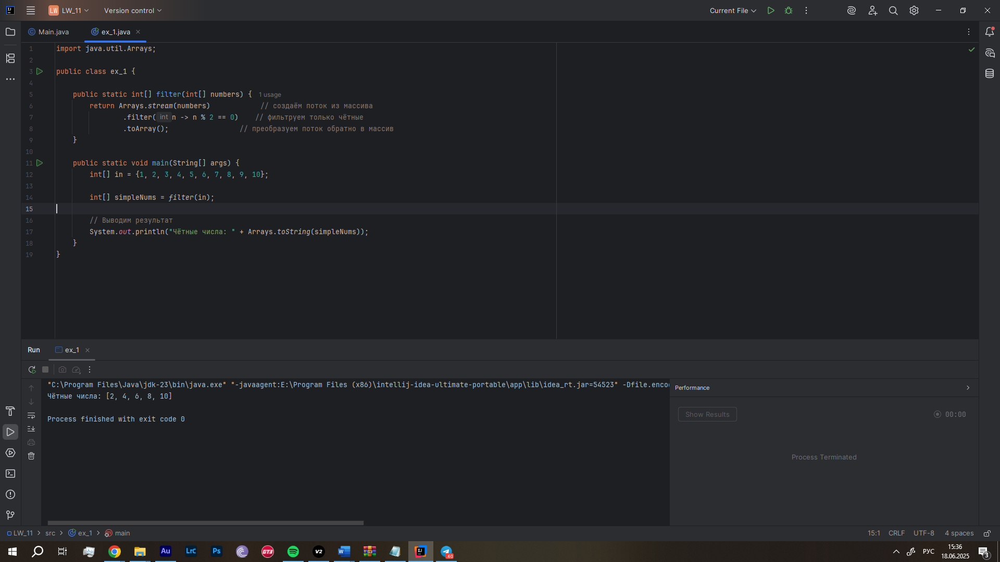 LW LW_11 Version control Current File
Main.java ex_1.java
1 import java.util.Arrays;
2
3 public class ex_1 {
4
5 public static int[] filter(int[] numbers) { 1 usage
6 return Arrays.stream(numbers) // создаём поток из массива
7 .filter( int n -> n % 2 == 0) // фильтруем только чётные
8 .toArray(); // преобразуем поток обратно в массив
9 }
10
11 public static void main(String[] args) {
12 int[] in = {1, 2, 3, 4, 5, 6, 7, 8, 9, 10};
13
14 int[] simpleNums = filter(in);
15
16 // Выводим результат
17 System.out.println("Чётные числа: " + Arrays.toString(simpleNums));
18 }
19 }
Run ex_1
"C:\Program Files\Java\jdk-23\bin\java.exe" "-javaagent:E:\Program Files (x86)\intellij-idea-ultimate-portable\app\lib\idea_rt.jar=54523" -Dfile.enco
Чётные числа: [2, 4, 6, 8, 10]
Process finished with exit code 0
Performance
Show Results 00:00
Process Terminated
LW_11 src ex_1 main 15:1 CRLF UTF-8 4 spaces
Au LrC Ps GT3 V2 W IJ .60 РУС 15:36
18.06.2025 3